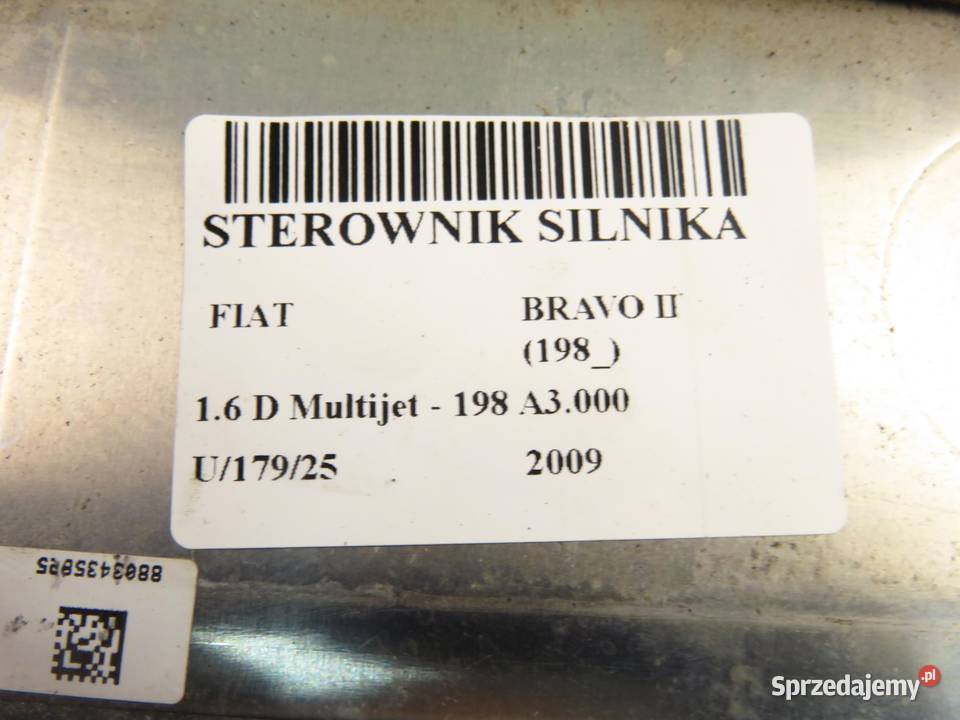 STEROWNIK SILNIKA
FIAT BRAVO II
(198_)
1.6 D Multijet - 198 A3.000
U/179/25 2009
Sprzedajemy.pl